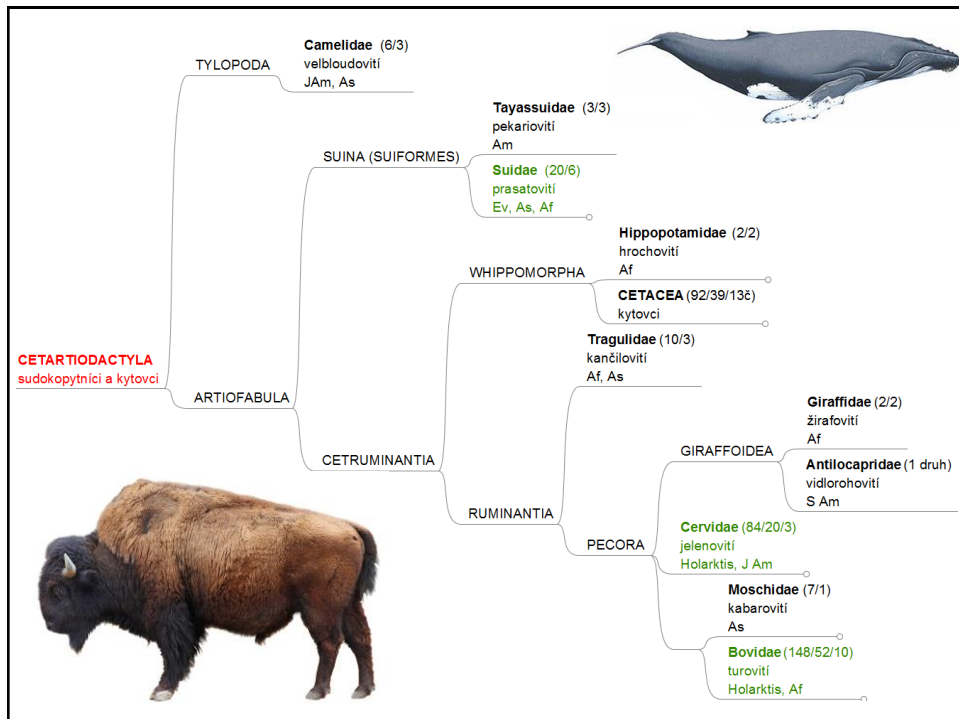 TYLOPODA
Camelidae (6/3)
velbloudovití
JAm, As
SUINA (SUIFORMES)
Tayassuidae (3/3)
pekariovití
Am
Suidae (20/6)
prasatovití
Ev, As, Af
WHIPPOMORPHA
Hippopotamidae (2/2)
hrochovití
Af
CETACEA (92/39/13č)
kytovci
CETARTIODACTYLA
sudokopytníci a kytovci
ARTIOFABULA
CETRUMINANTIA
RUMINANTIA
Tragulidae (10/3)
kančilovití
Af, As
PECORA
GIRAFFOIDEA
Giraffidae (2/2)
žirafovití
Af
Antilocapridae (1 druh)
vidlorohovití
S Am
Cervidae (84/20/3)
jelenovití
Holarktis, J Am
Moschidae (7/1)
kabarovití
As
Bovidae (148/52/10)
turovití
Holarktis, Af